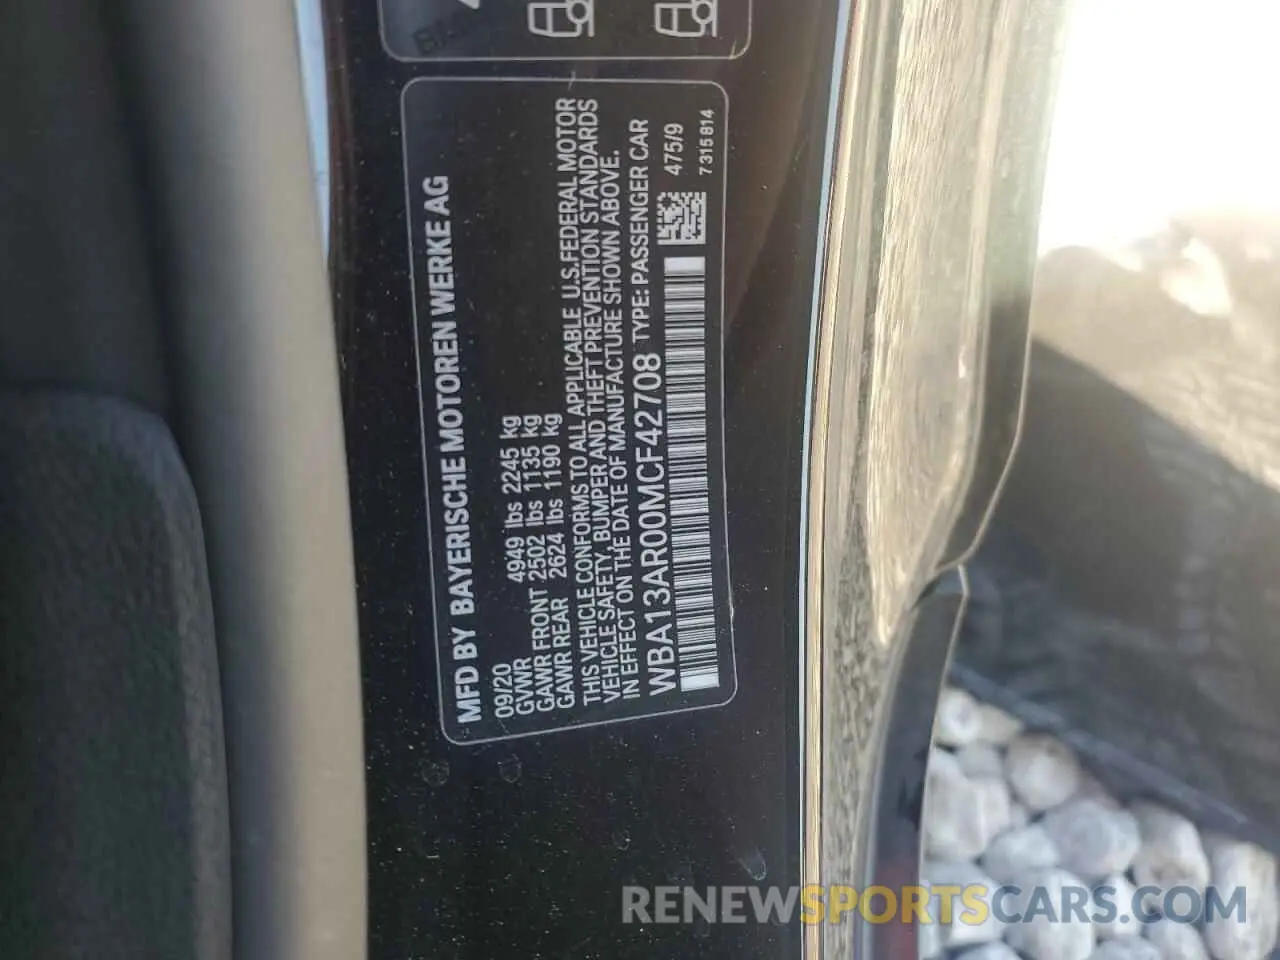 MFD BY BAYERISCHE MOTOREN WERKE AG
09/20
GVWR 4949 lbs 2245 kg
GAWR FRONT 2502 lbs 1135 kg
GAWR REAR 2624 lbs 1190 kg
THIS VEHICLE CONFORMS TO ALL APPLICABLE U.S.FEDERAL MOTOR
VEHICLE SAFETY, BUMPER AND THEFT PREVENTION STANDARDS
IN EFFECT ON THE DATE OF MANUFACTURE SHOWN ABOVE.
WBA13AR00MCF42708 TYPE: PASSENGER CAR
475/9
7315814
RENEWSPORTSCARS.COM